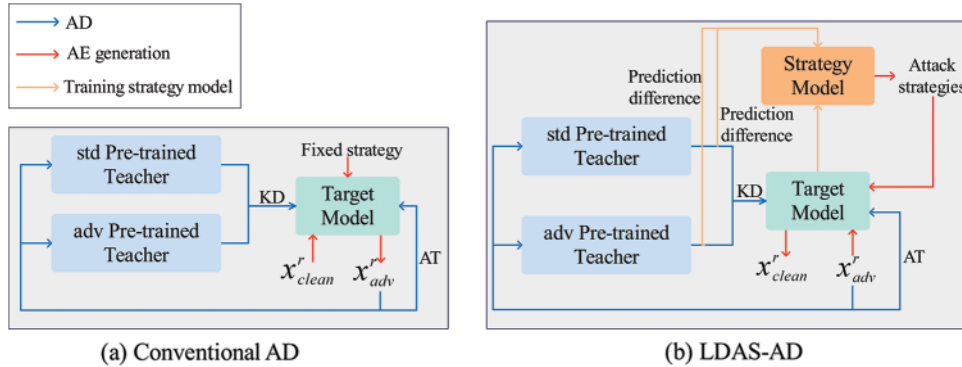 AD
AE generation
Training strategy model
std Pre-trained
Teacher
adv Pre-trained
Teacher
KD
Fixed strategy
Target
Model
AT
x^r_clean
x^r_adv
(a) Conventional AD
Prediction
difference
Prediction
difference
Strategy
Model
Attack
strategies
std Pre-trained
Teacher
adv Pre-trained
Teacher
KD
Target
Model
AT
x^r_clean
x^r_adv
(b) LDAS-AD